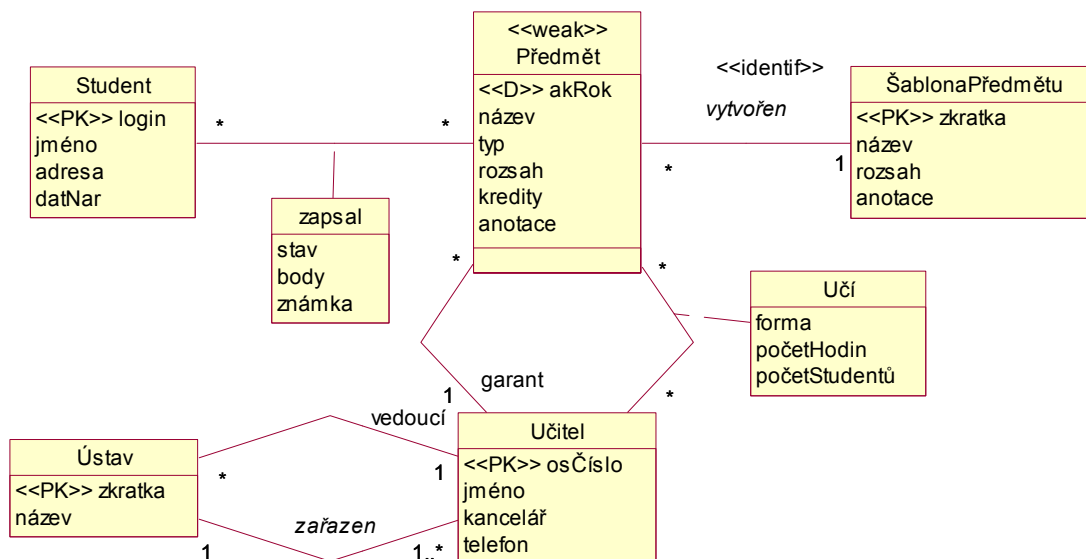 <<weak>>
Předmět
<<D>> akRok
název
typ
rozsah
kredity
anotace
Student
<<PK>> login
jméno
adresa
datNar
*
*
zapsal
stav
body
známka
<<identif>>
vytvořen
*
1
ŠablonaPředmětu
<<PK>> zkratka
název
rozsah
anotace
*
*
Učí
forma
početHodin
početStudentů
garant
1
*
vedoucí
*
1
Učitel
<<PK>> osČíslo
jméno
kancelář
telefon
Ústav
<<PK>> zkratka
název
zařazen
1
1..*